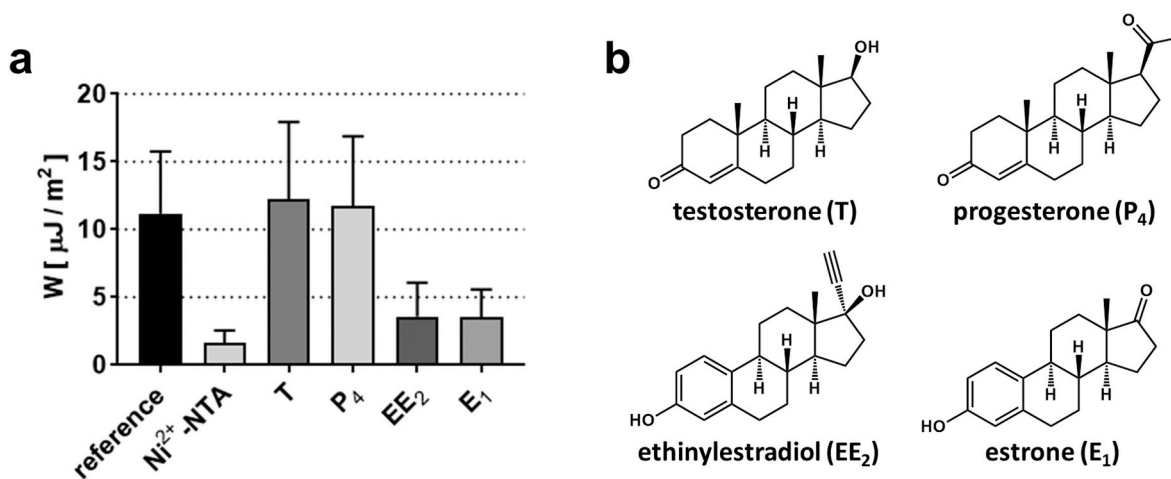 a
W [ μJ / m²]
20
15
10
5
0
reference
Ni²⁺-NTA
T
P₄
EE₂
E₁
b
OH
H
H
H
O
testosterone (T)
O
H
H
H
O
progesterone (P₄)
OH
H
H
H
HO
ethinylestradiol (EE₂)
O
H
H
H
HO
estrone (E₁)